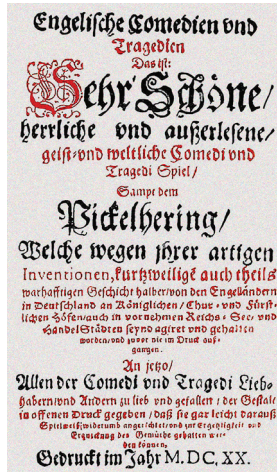 Engelische Comedien vnd
Tragedien
Das ist:
Sehr Schöne/
herrliche vnd außerlesene/
geist- vnd weltliche Comedi vnd
Tragedi Spiel/
Sampt dem
Pickelhering/
Welche wegen jhrer artigen
Inventionen, kurtzweilige auch theils
warhafftigen Geschicht halber/ von den Engelländern
in Deutschland an Königlichen/ Chur- vnd Fürst-
lichen Höfen/ auch in vornehmen Reichs- See- vnd
HandelStädten seynd agiret vnd gehalten
worden/ vnd zuvor nie im Druck auß-
gangen.
An jetzo/
Allen der Comedi vnd Tragedi Lieb-
habern/ vnd Andern zu lieb vnd gefallen/ der Gestalt
in offenen Druck gegeben/ daß sie gar leicht darauß
Spielweiß widerumb angerichtet/ vnd zur Ergetzligkeit vnd
Erquickung des Gemüths gehalten wer-
den können.
Gedruckt im Jahr M. DC. XX.